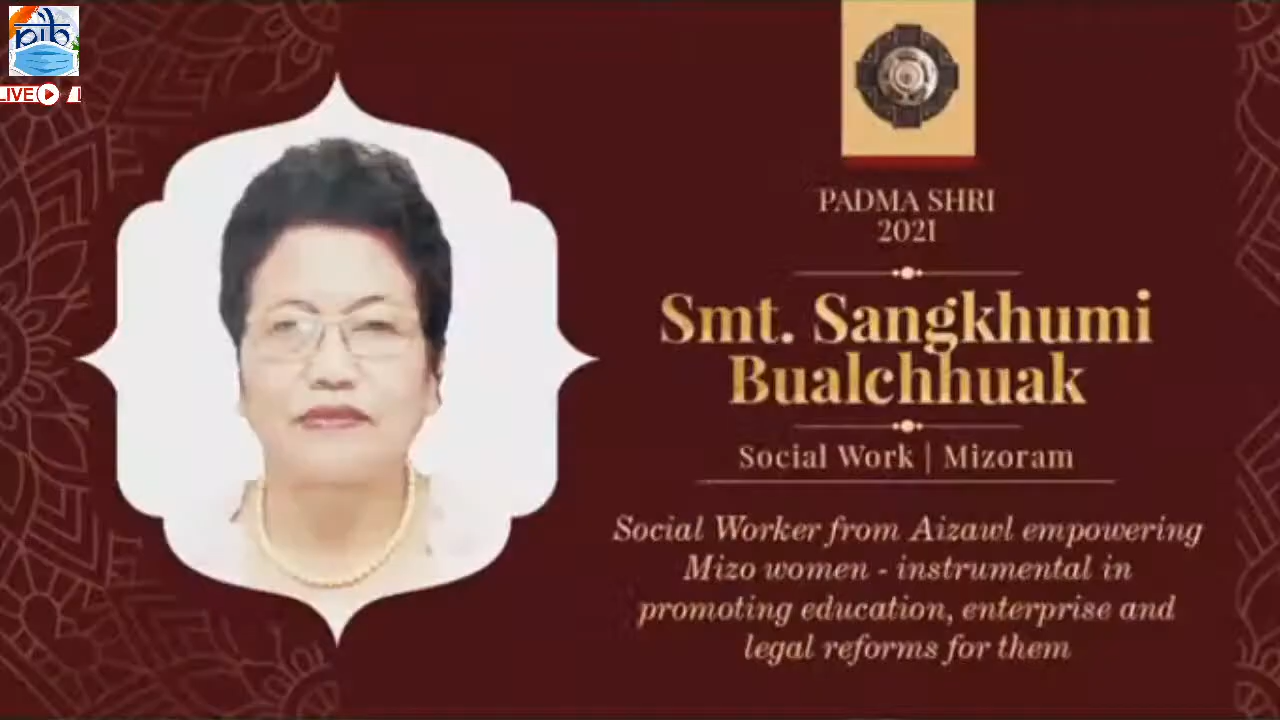 pib
LIVE
PADMA SHRI
2021
Smt. Sangkhumi
Bualchhuak
Social Work | Mizoram
Social Worker from Aizawl empowering
Mizo women - instrumental in
promoting education, enterprise and
legal reforms for them